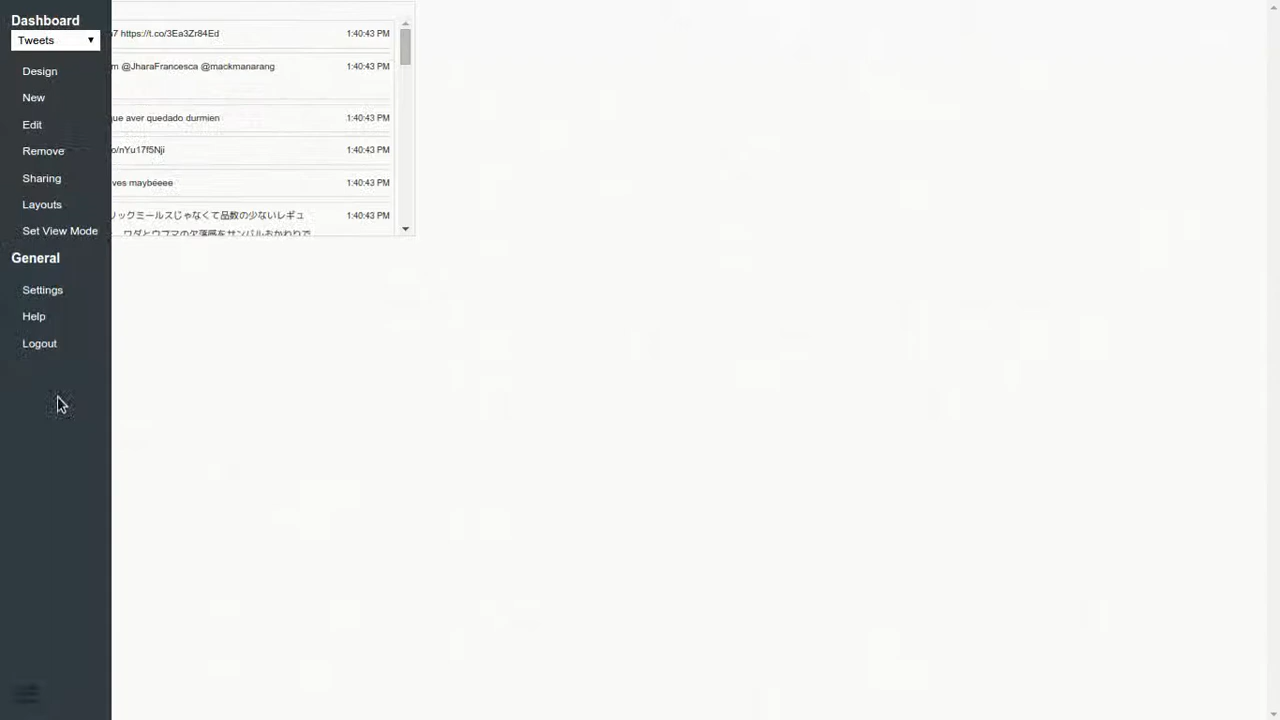 Dashboard
Tweets
Design
New
Edit
Remove
Sharing
Layouts
Set View Mode
General
Settings
Help
Logout
7 https://t.co/3Ea3Zr84Ed 1:40:43 PM
m @JharaFrancesca @mackmanarang 1:40:43 PM
ue aver quedado durmien 1:40:43 PM
o/nYu17f5Nji 1:40:43 PM
ves maybeeee 1:40:43 PM
リックミールスじゃなくて品数の少ないレギュ 1:40:43 PM